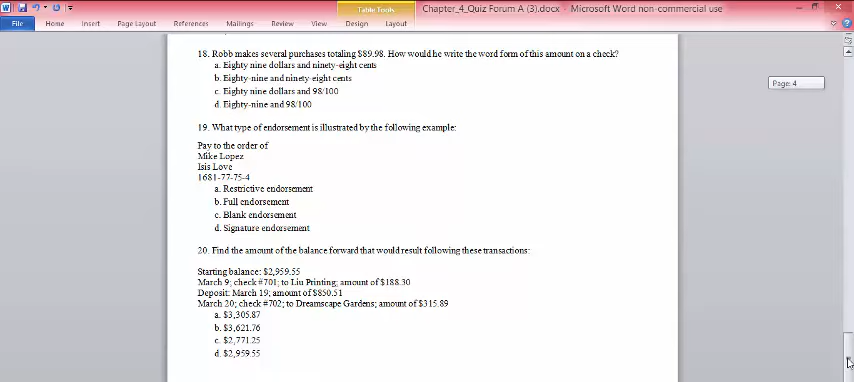 Table Tools
Chapter_4_Quiz Forum A (3).docx - Microsoft Word non-commercial use
File Home Insert Page Layout References Mailings Review View Design Layout
18. Robb makes several purchases totaling $89.98. How would he write the word form of this amount on a check?
a. Eighty nine dollars and ninety-eight cents
b. Eighty-nine and ninety-eight cents
c. Eighty nine dollars and 98/100
d. Eighty-nine and 98/100
Page: 4
19. What type of endorsement is illustrated by the following example:
Pay to the order of
Mike Lopez
Isis Love
1681-77-75-4
a. Restrictive endorsement
b. Full endorsement
c. Blank endorsement
d. Signature endorsement
20. Find the amount of the balance forward that would result following these transactions:
Starting balance: $2,959.55
March 9; check #701; to Liu Printing; amount of $188.30
Deposit: March 19; amount of $850.51
March 20; check #702; to Dreamscape Gardens; amount of $315.89
a. $3,305.87
b. $3,621.76
c. $2,771.25
d. $2,959.55